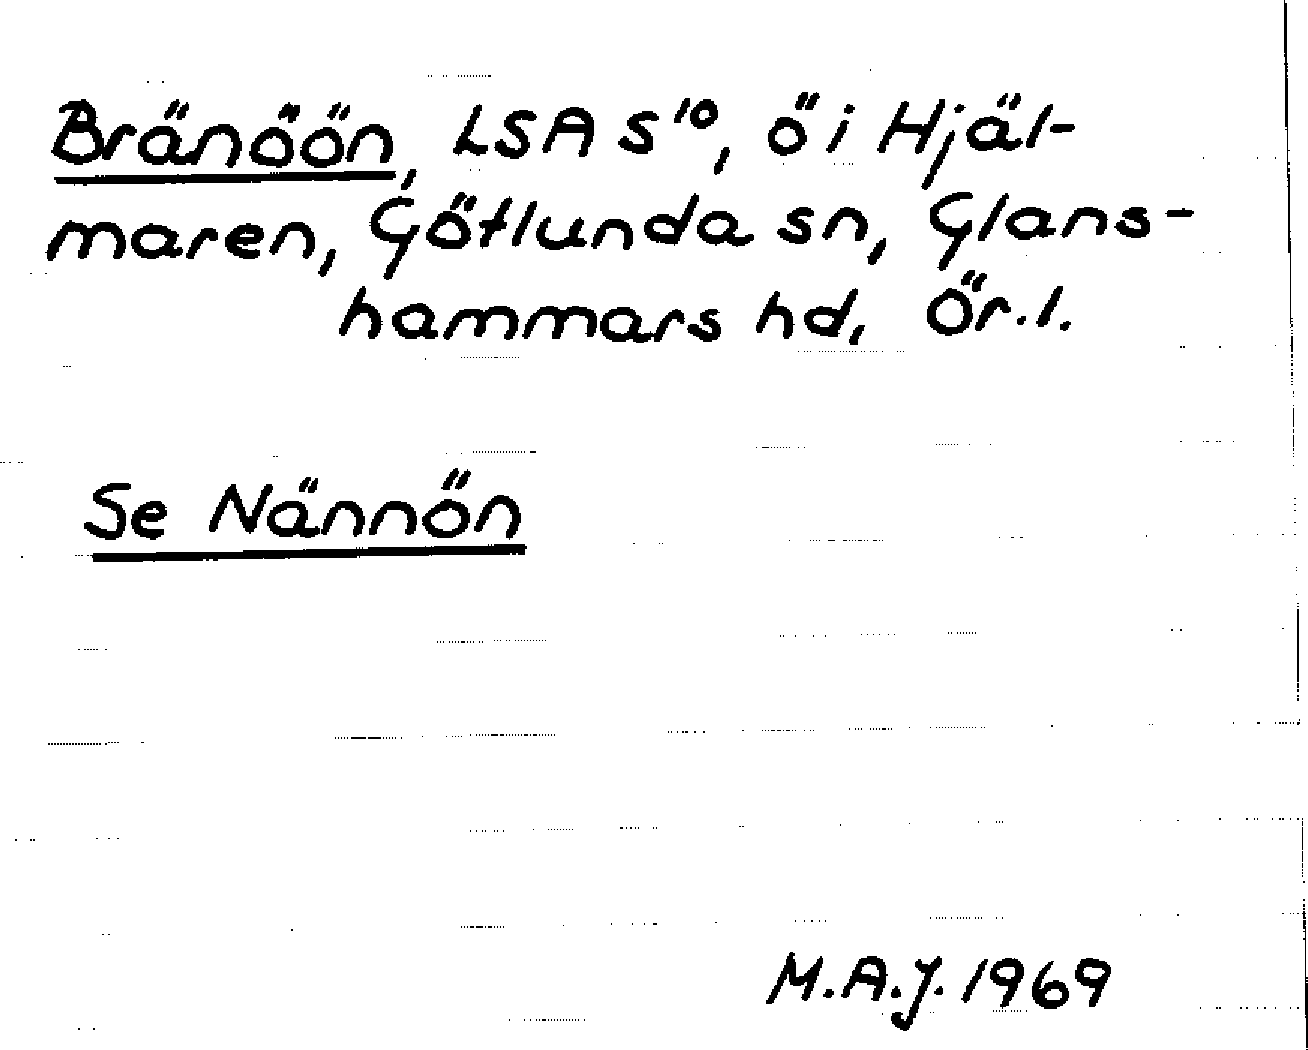 Bränöön, LSA S¹⁰, ö i Hjäl-
maren, Götlunda sn, Glans-
hammars hd, Ör.l.
Se Nännön
M.A.J. 1969